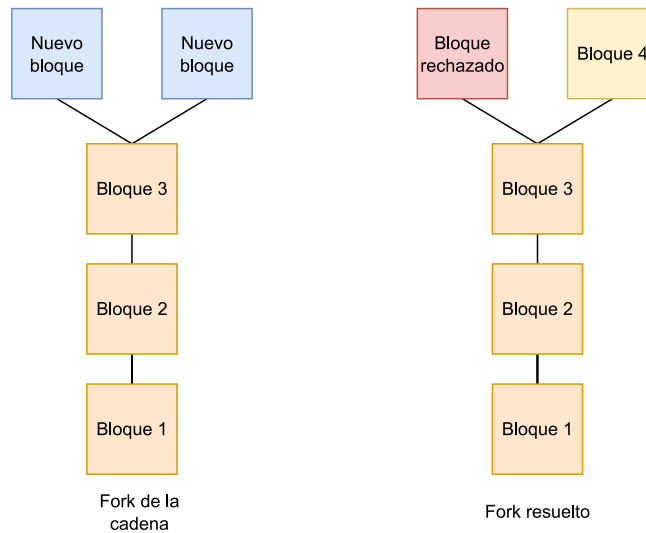 Nuevo
bloque
Nuevo
bloque
Bloque 3
Bloque 2
Bloque 1
Fork de la
cadena
Bloque
rechazado
Bloque 4
Bloque 3
Bloque 2
Bloque 1
Fork resuelto